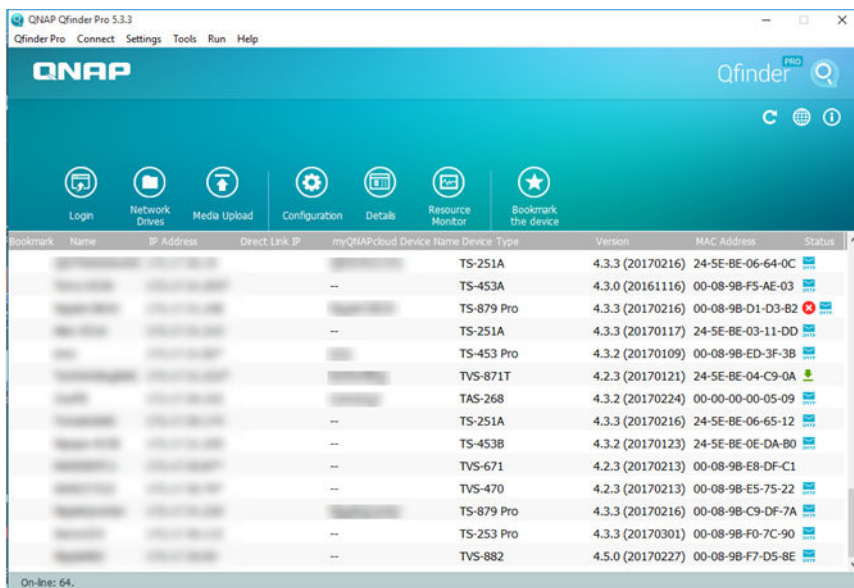 QNAP Qfinder Pro 5.3.3
Qfinder Pro Connect Settings Tools Run Help
QNAP
Qfinder PRO
Login
Network Drives
Media Upload
Configuration
Details
Resource Monitor
Bookmark the device
Bookmark Name IP Address Direct Link IP myQNAPcloud Device Name Device Type Version MAC Address Status
TS-251A 4.3.3 (20170216) 24-5E-BE-06-64-0C
-- TS-453A 4.3.0 (20161116) 00-08-9B-F5-AE-03
TS-879 Pro 4.3.3 (20170216) 00-08-9B-D1-D3-B2
-- TS-251A 4.3.3 (20170117) 24-5E-BE-03-11-DD
TS-453 Pro 4.3.2 (20170109) 00-08-9B-ED-3F-3B
TVS-871T 4.2.3 (20170121) 24-5E-BE-04-C9-0A
TAS-268 4.3.2 (20170224) 00-00-00-00-05-09
-- TS-251A 4.3.3 (20170216) 24-5E-BE-06-65-12
-- TS-453B 4.3.2 (20170123) 24-5E-BE-0E-DA-B0
-- TVS-671 4.2.3 (20170213) 00-08-9B-E8-DF-C1
-- TVS-470 4.2.3 (20170213) 00-08-9B-E5-75-22
TS-879 Pro 4.3.3 (20170216) 00-08-9B-C9-DF-7A
-- TS-253 Pro 4.3.3 (20170301) 00-08-9B-F0-7C-90
-- TVS-882 4.5.0 (20170227) 00-08-9B-F7-D5-8E
On-line: 64.